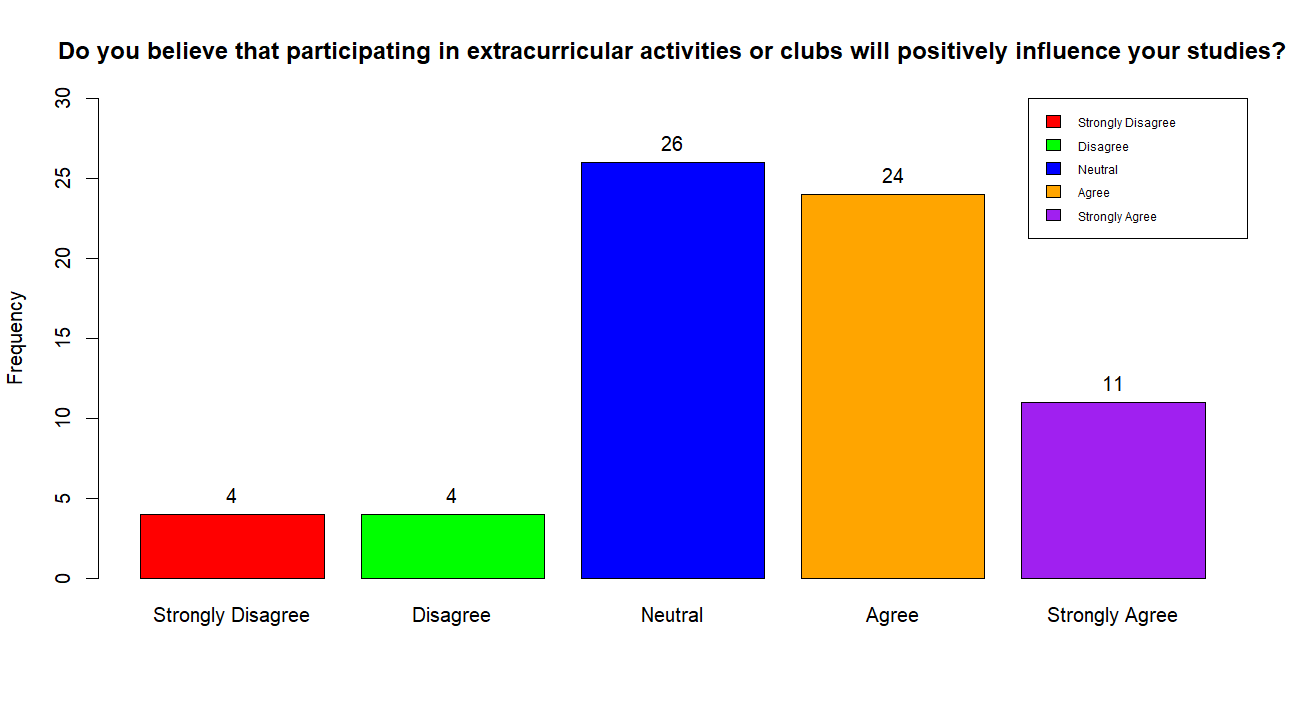 Do you believe that participating in extracurricular activities or clubs will positively influence your studies?
30
25
20
15
10
5
0
Frequency
4
4
26
24
11
Strongly Disagree
Disagree
Neutral
Agree
Strongly Agree
Strongly Disagree
Disagree
Neutral
Agree
Strongly Agree